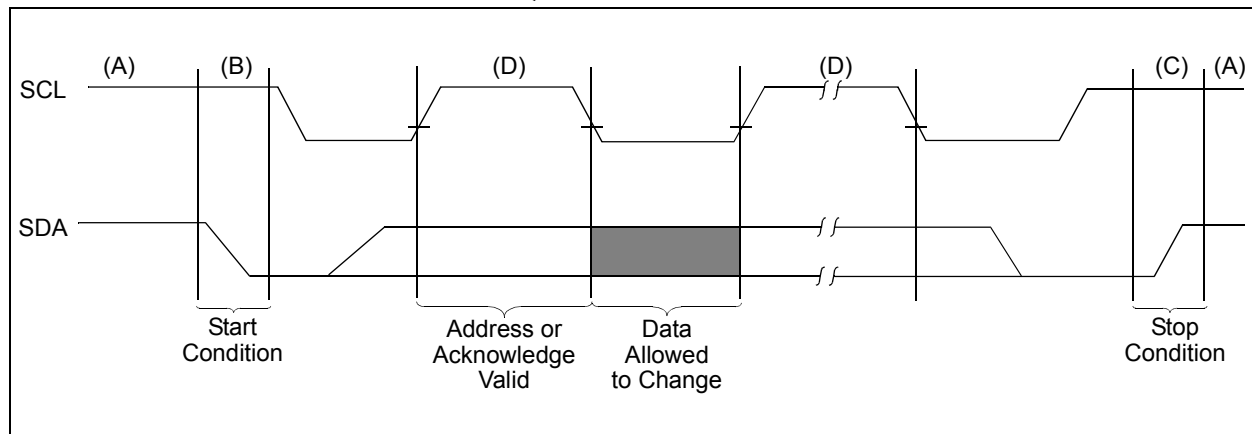 (A) (B) (D) (D) (C) (A)
SCL
SDA
Start
Condition
Address or
Acknowledge
Valid
Data
Allowed
to Change
Stop
Condition